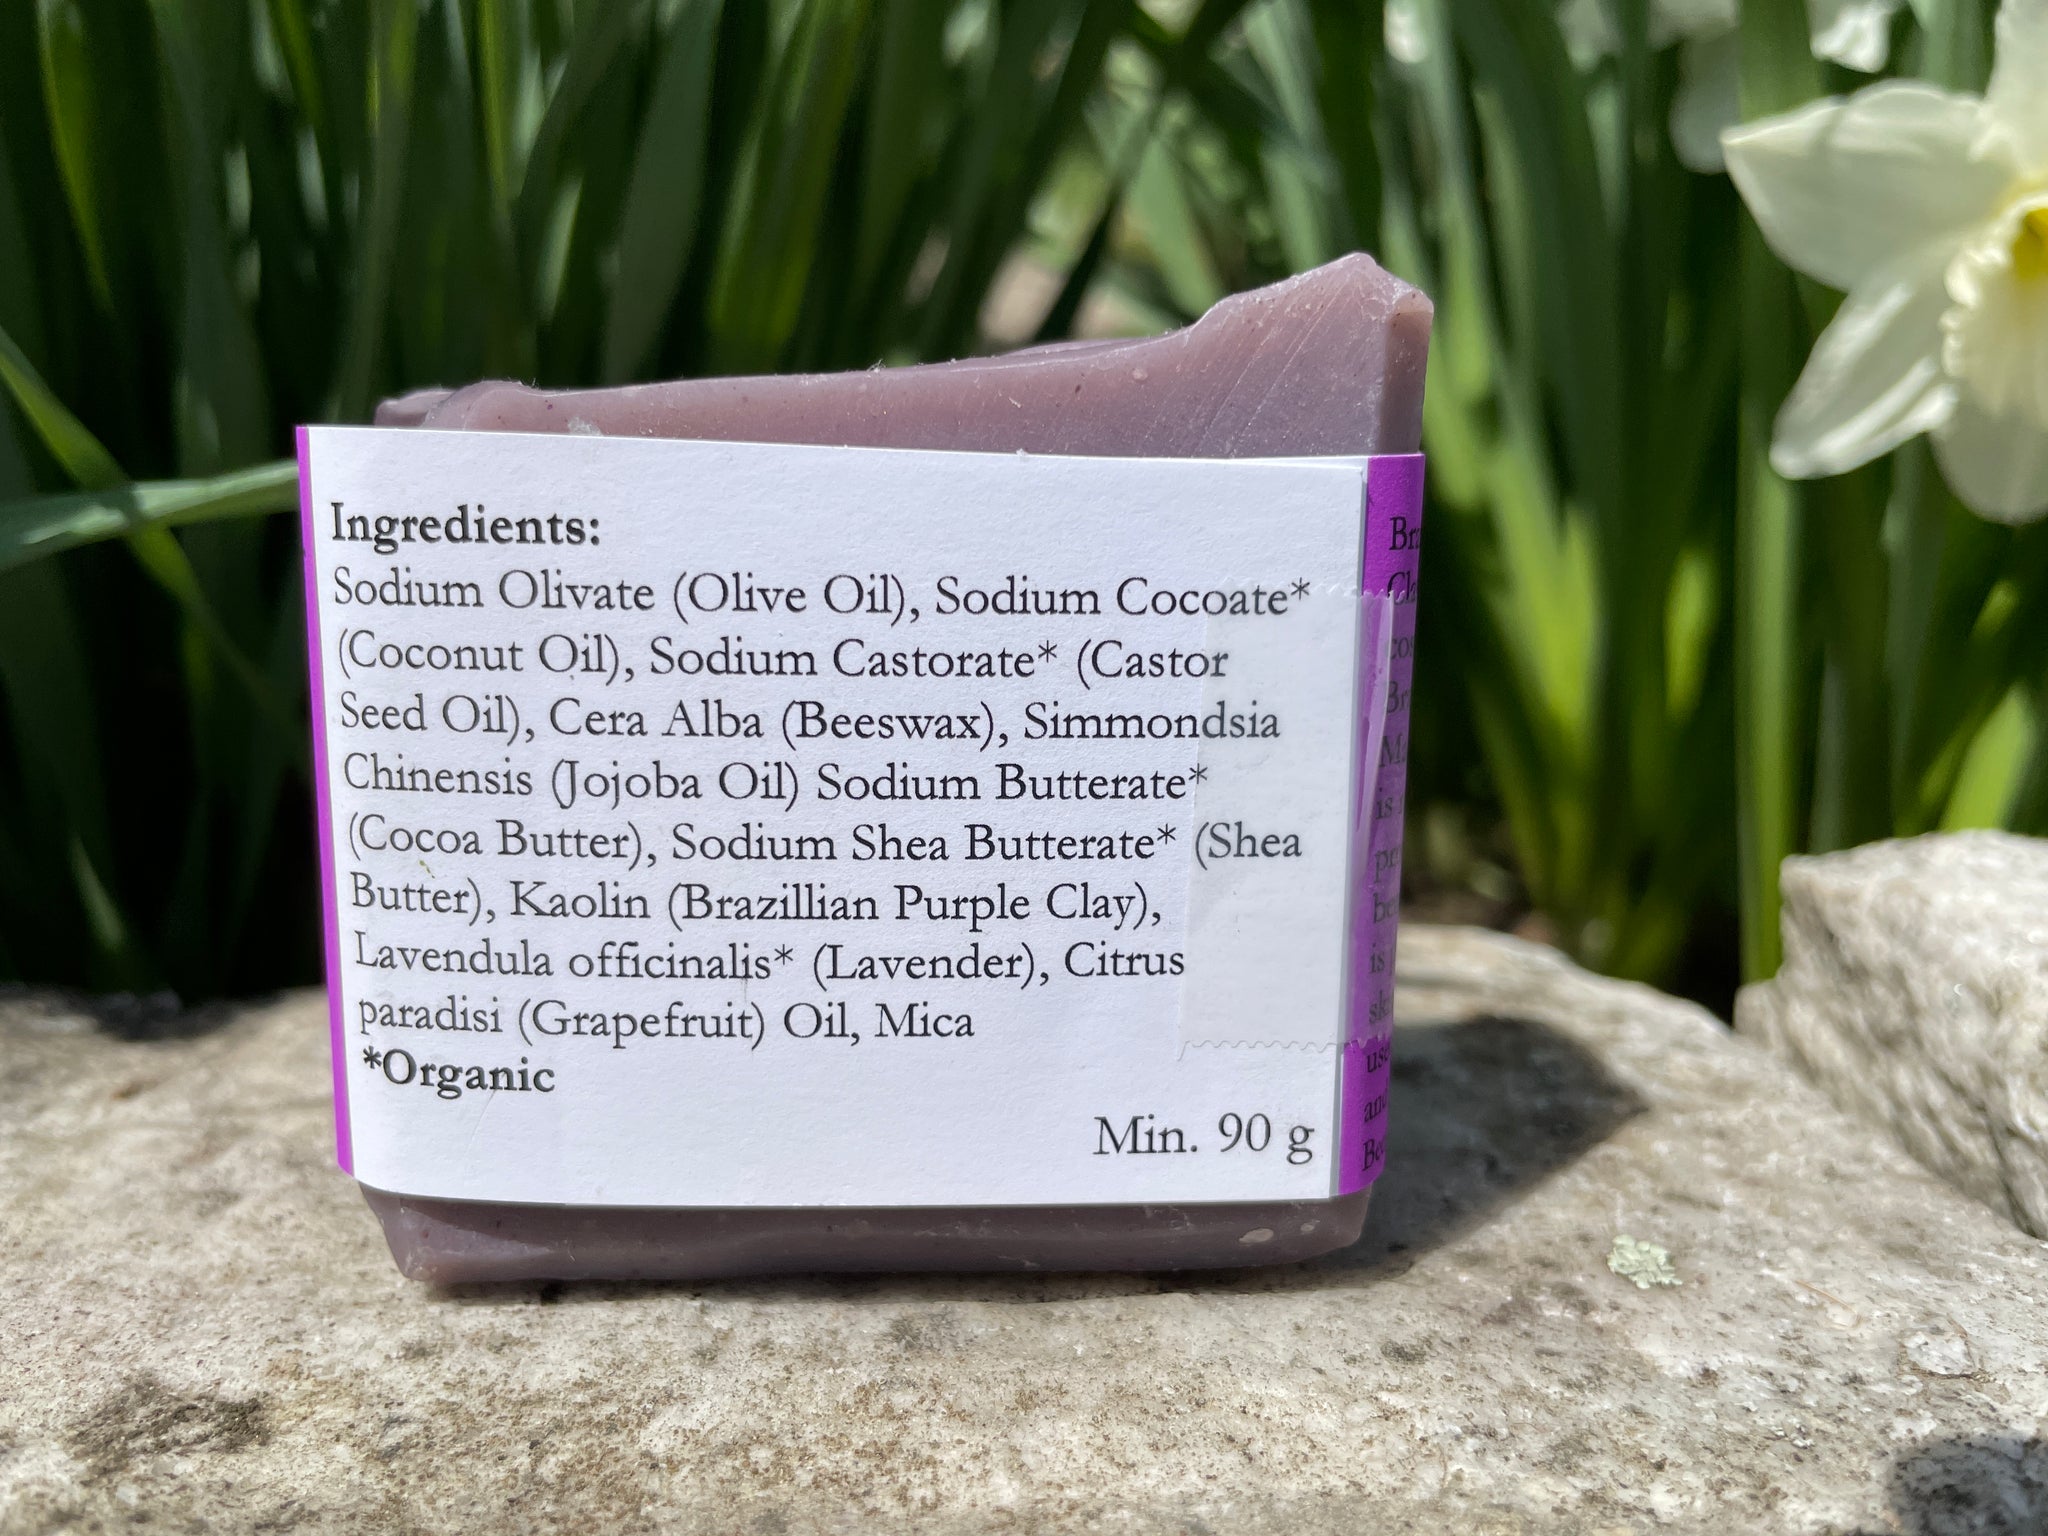 Ingredients:
Sodium Olivate (Olive Oil), Sodium Cocoate*
(Coconut Oil), Sodium Castorate* (Castor
Seed Oil), Cera Alba (Beeswax), Simmondsia
Chinensis (Jojoba Oil) Sodium Butterate*
(Cocoa Butter), Sodium Shea Butterate* (Shea
Butter), Kaolin (Brazillian Purple Clay),
Lavendula officinalis* (Lavender), Citrus
paradisi (Grapefruit) Oil, Mica
*Organic
Min. 90 g